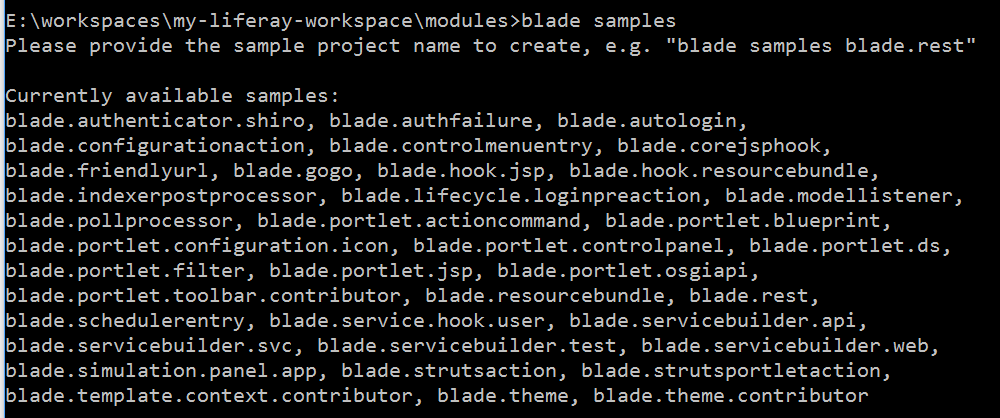 E:\workspaces\my-liferay-workspace\modules>blade samples
Please provide the sample project name to create, e.g. "blade samples blade.rest"

Currently available samples:
blade.authenticator.shiro, blade.authfailure, blade.autologin,
blade.configurationaction, blade.controlmenuentry, blade.corejsphook,
blade.friendlyurl, blade.gogo, blade.hook.jsp, blade.hook.resourcebundle,
blade.indexerpostprocessor, blade.lifecycle.loginpreaction, blade.modellistener,
blade.pollprocessor, blade.portlet.actioncommand, blade.portlet.blueprint,
blade.portlet.configuration.icon, blade.portlet.controlpanel, blade.portlet.ds,
blade.portlet.filter, blade.portlet.jsp, blade.portlet.osgiapi,
blade.portlet.toolbar.contributor, blade.resourcebundle, blade.rest,
blade.schedulerentry, blade.service.hook.user, blade.servicebuilder.api,
blade.servicebuilder.svc, blade.servicebuilder.test, blade.servicebuilder.web,
blade.simulation.panel.app, blade.strutsaction, blade.strutsportletaction,
blade.template.context.contributor, blade.theme, blade.theme.contributor